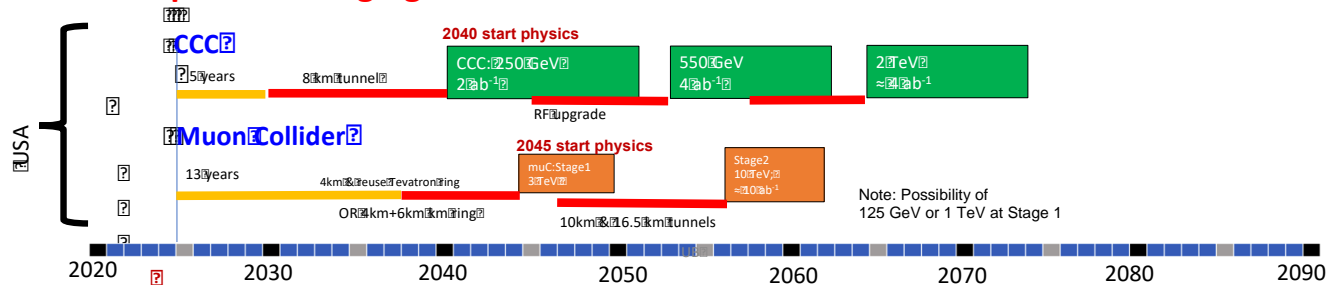 CCC
2040 start physics
5 years
8 km tunnel
CCC: 250 GeV
2 ab⁻¹
550 GeV
4 ab⁻¹
2 TeV
≈ 4 ab⁻¹
RF upgrade
USA
Muon Collider
2045 start physics
13 years
4km & reuse Tevatron ring
OR 4km+6km km ring
muC:Stage1
3 TeV
10km & 16.5 km tunnels
Stage2
10 TeV;
≈ 10 ab⁻¹
Note: Possibility of
125 GeV or 1 TeV at Stage 1
2020 2030 2040 2050 2060 2070 2080 2090